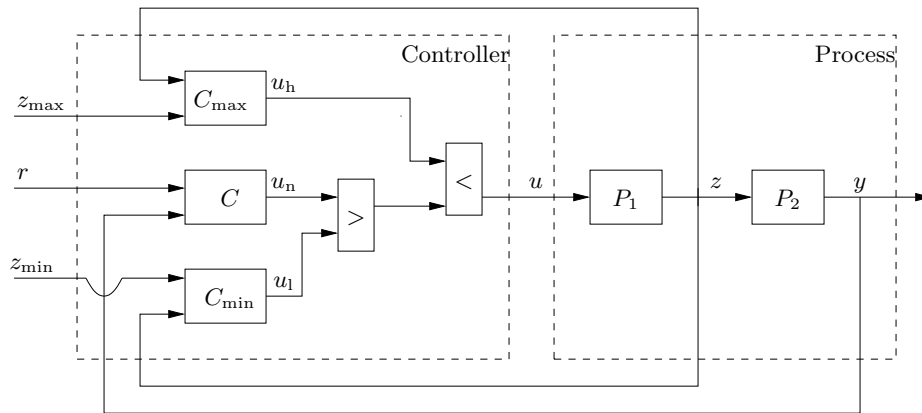 Controller
Process
z_max
C_max
u_h
r
C
u_n
>
<
u
P_1
z
P_2
y
z_min
C_min
u_l